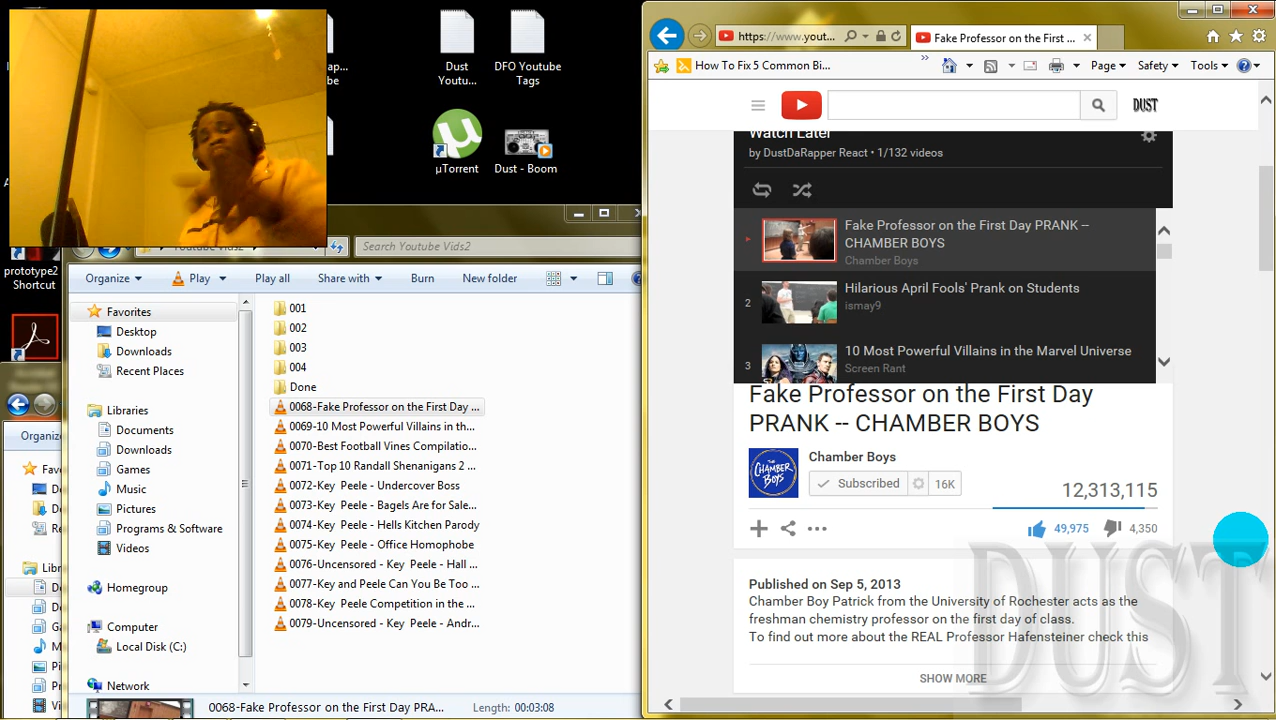 Dust
Youtu...
DFO Youtube
Tags
µTorrent
Dust - Boom
prototype2
Shortcut
Search Youtube Vids2
Organize
Play
Play all
Share with
Burn
New folder
Favorites
Desktop
Downloads
Recent Places
Libraries
Documents
Downloads
Games
Music
Pictures
Programs & Software
Videos
Homegroup
Computer
Local Disk (C:)
Network
001
002
003
004
Done
0068-Fake Professor on the First Day ...
0069-10 Most Powerful Villains in th...
0070-Best Football Vines Compilatio...
0071-Top 10 Randall Shenanigans 2 ...
0072-Key Peele - Undercover Boss
0073-Key Peele - Bagels Are for Sale...
0074-Key Peele - Hells Kitchen Parody
0075-Key Peele - Office Homophobe
0076-Uncensored - Key Peele - Hall ...
0077-Key and Peele Can You Be Too ...
0078-Key Peele Competition in the ...
0079-Uncensored - Key Peele - Andr...
0068-Fake Professor on the First Day PRA...
Length: 00:03:08
https://www.yout...
Fake Professor on the First ...
How To Fix 5 Common Bi...
Page
Safety
Tools
DUST
Watch Later
by DustDaRapper React • 1/132 videos
Fake Professor on the First Day PRANK --
CHAMBER BOYS
Chamber Boys
2
Hilarious April Fools' Prank on Students
ismay9
3
10 Most Powerful Villains in the Marvel Universe
Screen Rant
Fake Professor on the First Day
PRANK -- CHAMBER BOYS
THE CHAMBER BOYS
Chamber Boys
Subscribed
16K
12,313,115
49,975
4,350
Published on Sep 5, 2013
Chamber Boy Patrick from the University of Rochester acts as the
freshman chemistry professor on the first day of class.
To find out more about the REAL Professor Hafensteiner check this
SHOW MORE
DUST